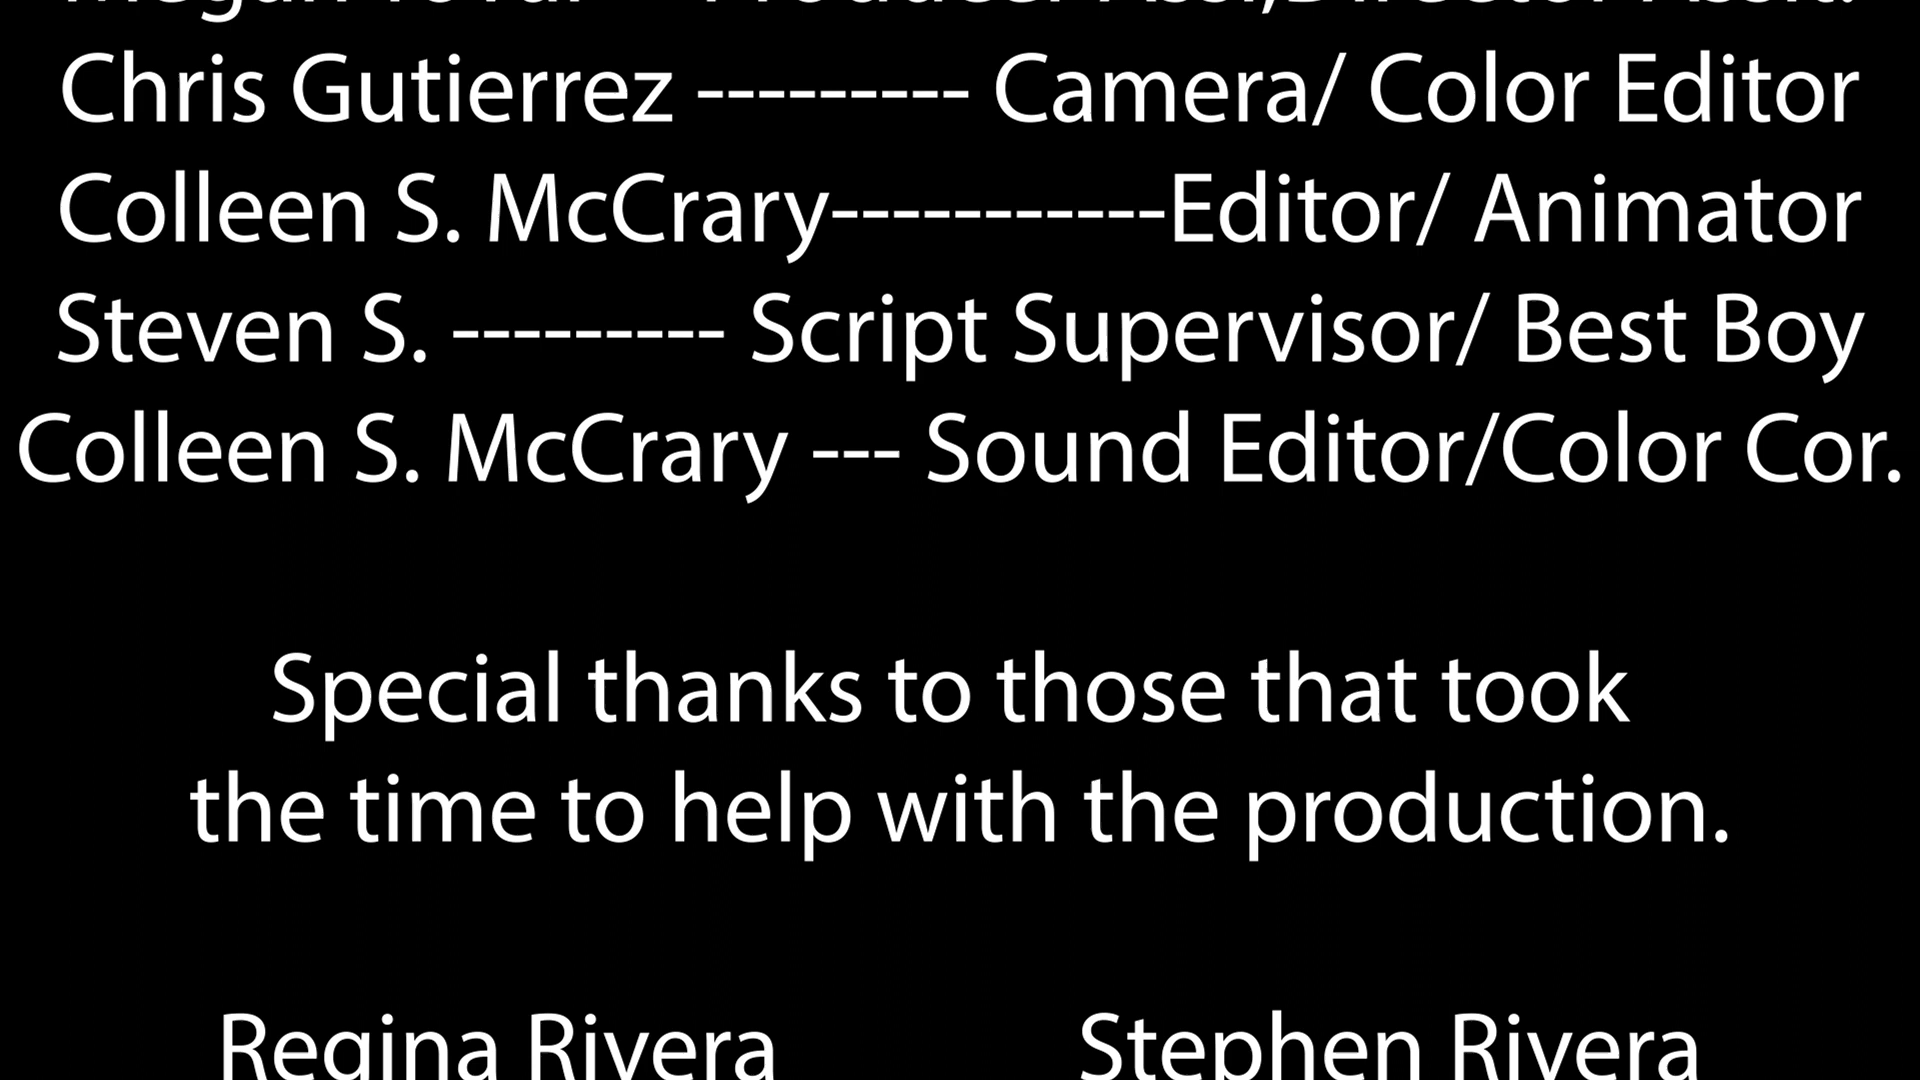 Chris Gutierrez --------- Camera/ Color Editor
Colleen S. McCrary-----------Editor/ Animator
Steven S. --------- Script Supervisor/ Best Boy
Colleen S. McCrary --- Sound Editor/Color Cor.
Special thanks to those that took
the time to help with the production.
Regina Rivera Stephen Rivera